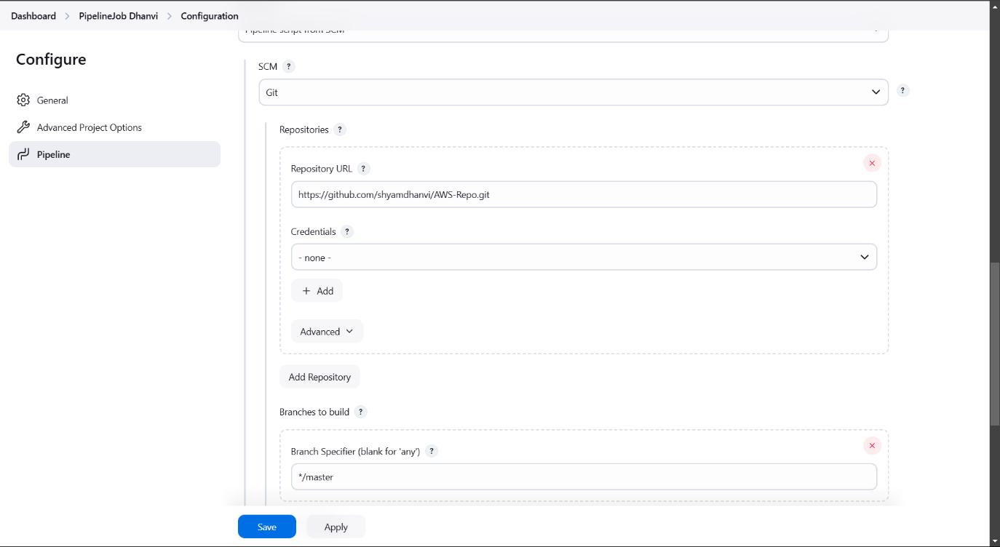 Dashboard > PipelineJob Dhanvi > Configuration
Configure
General
Advanced Project Options
Pipeline
Pipeline script from SCM
SCM ?
Git
?
Repositories ?
Repository URL ?
https://github.com/shyamdhanvi/AWS-Repo.git
Credentials ?
- none -
+ Add
Advanced
Add Repository
Branches to build ?
Branch Specifier (blank for 'any') ?
*/master
Save
Apply